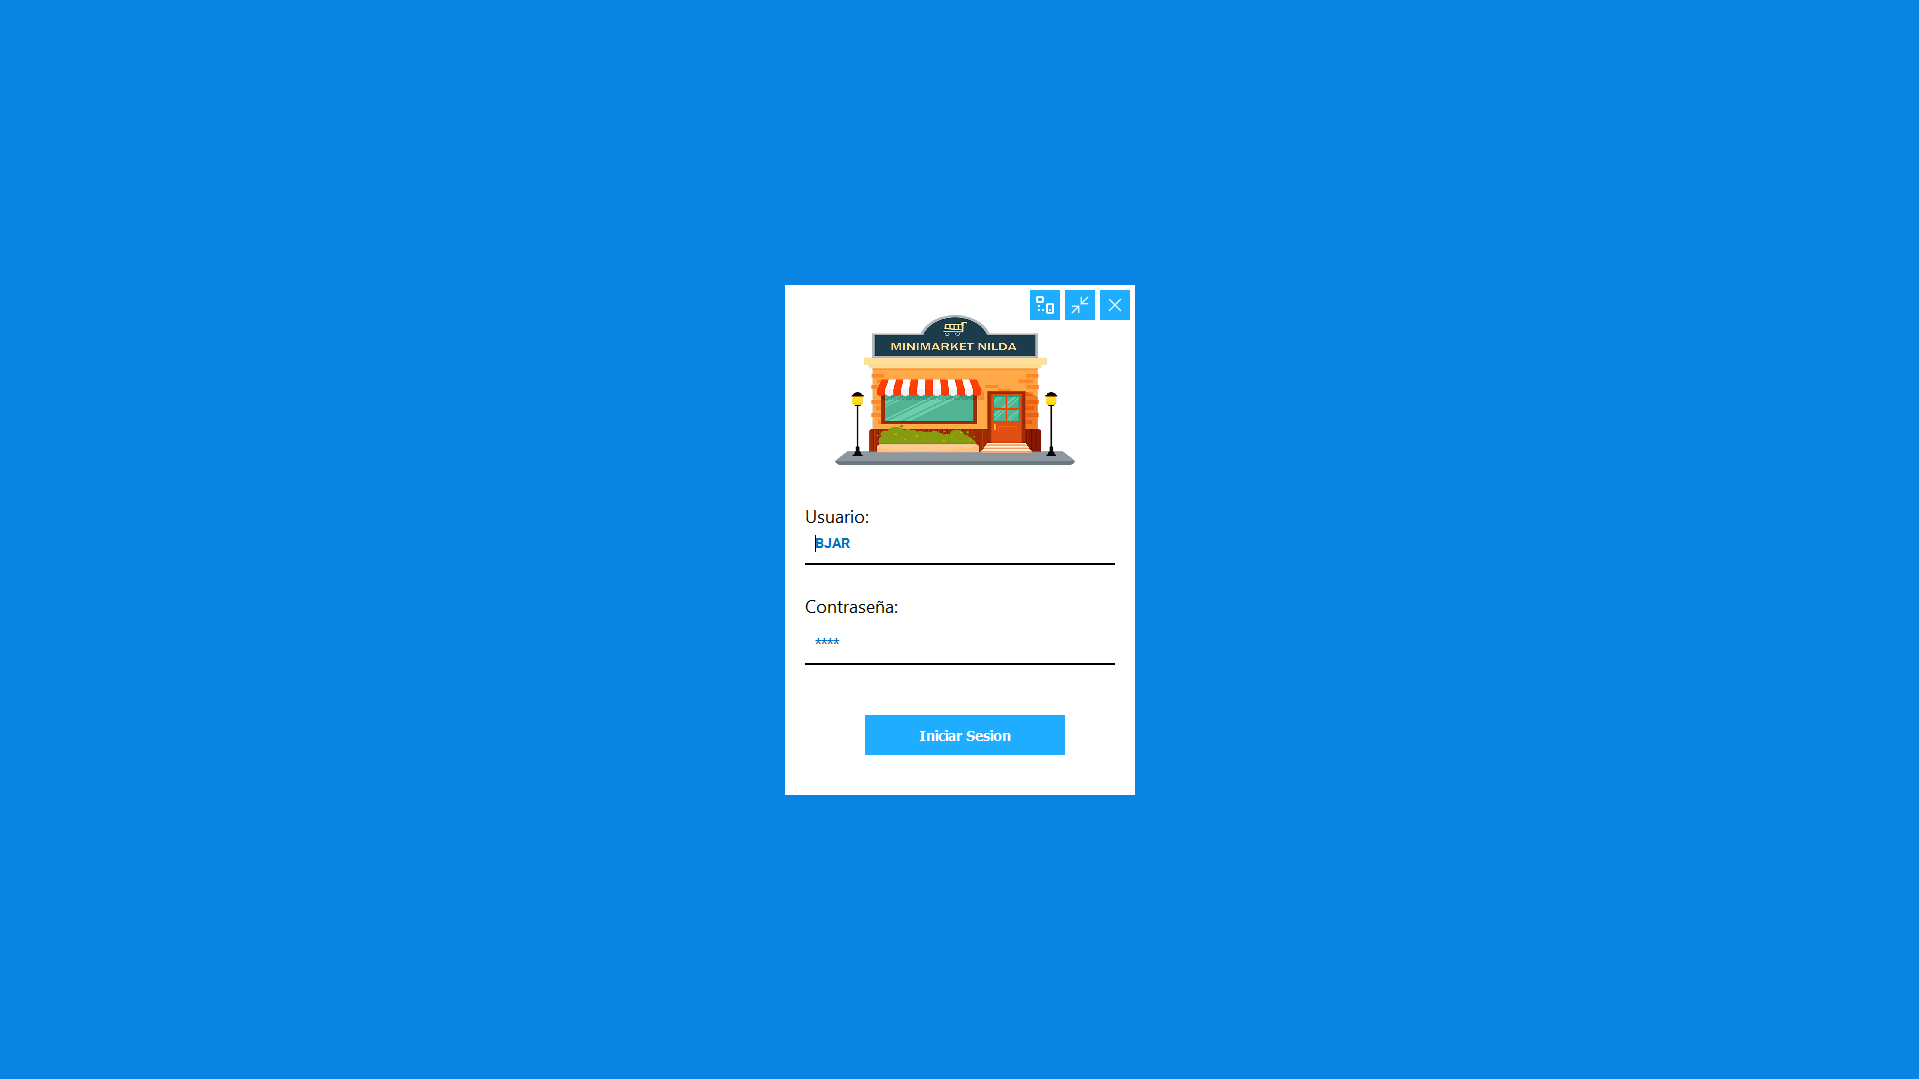 MINIMARKET NILDA
Usuario:
BJAR
Contraseña:
****
Iniciar Sesion